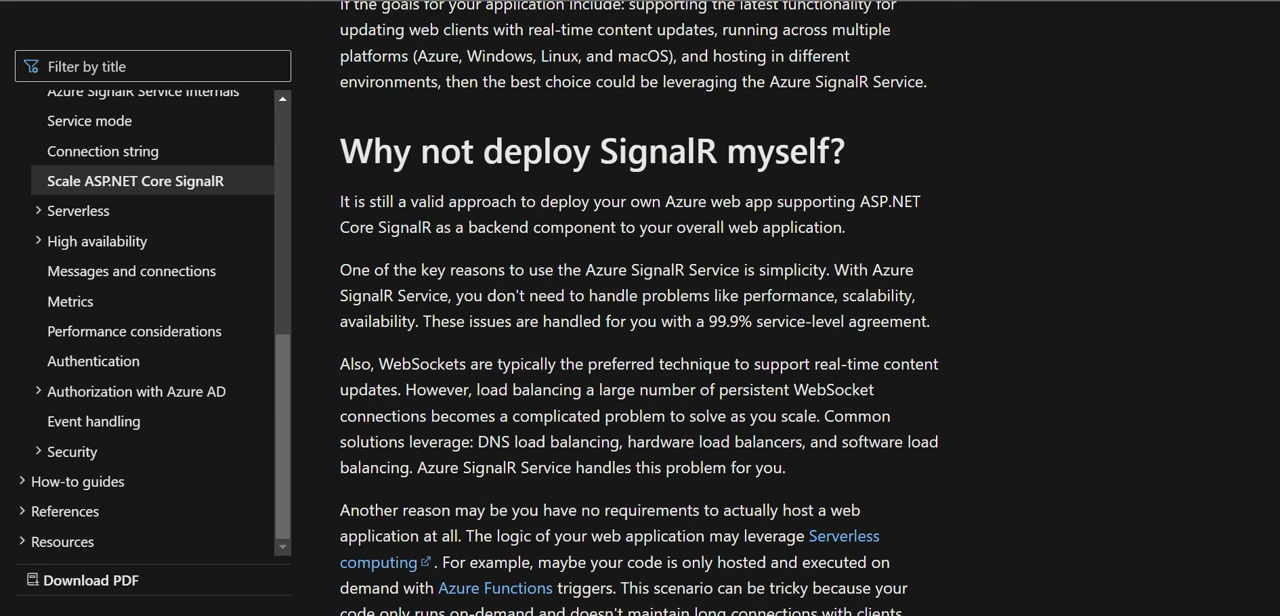 Filter by title
Azure SignalR Service internals
Service mode
Connection string
Scale ASP.NET Core SignalR
Serverless
High availability
Messages and connections
Metrics
Performance considerations
Authentication
Authorization with Azure AD
Event handling
Security
How-to guides
References
Resources
Download PDF
If the goals for your application include: supporting the latest functionality for
updating web clients with real-time content updates, running across multiple
platforms (Azure, Windows, Linux, and macOS), and hosting in different
environments, then the best choice could be leveraging the Azure SignalR Service.
Why not deploy SignalR myself?
It is still a valid approach to deploy your own Azure web app supporting ASP.NET
Core SignalR as a backend component to your overall web application.
One of the key reasons to use the Azure SignalR Service is simplicity. With Azure
SignalR Service, you don't need to handle problems like performance, scalability,
availability. These issues are handled for you with a 99.9% service-level agreement.
Also, WebSockets are typically the preferred technique to support real-time content
updates. However, load balancing a large number of persistent WebSocket
connections becomes a complicated problem to solve as you scale. Common
solutions leverage: DNS load balancing, hardware load balancers, and software load
balancing. Azure SignalR Service handles this problem for you.
Another reason may be you have no requirements to actually host a web
application at all. The logic of your web application may leverage Serverless
computing. For example, maybe your code is only hosted and executed on
demand with Azure Functions triggers. This scenario can be tricky because your
code only runs on-demand and doesn't maintain long connections with clients.